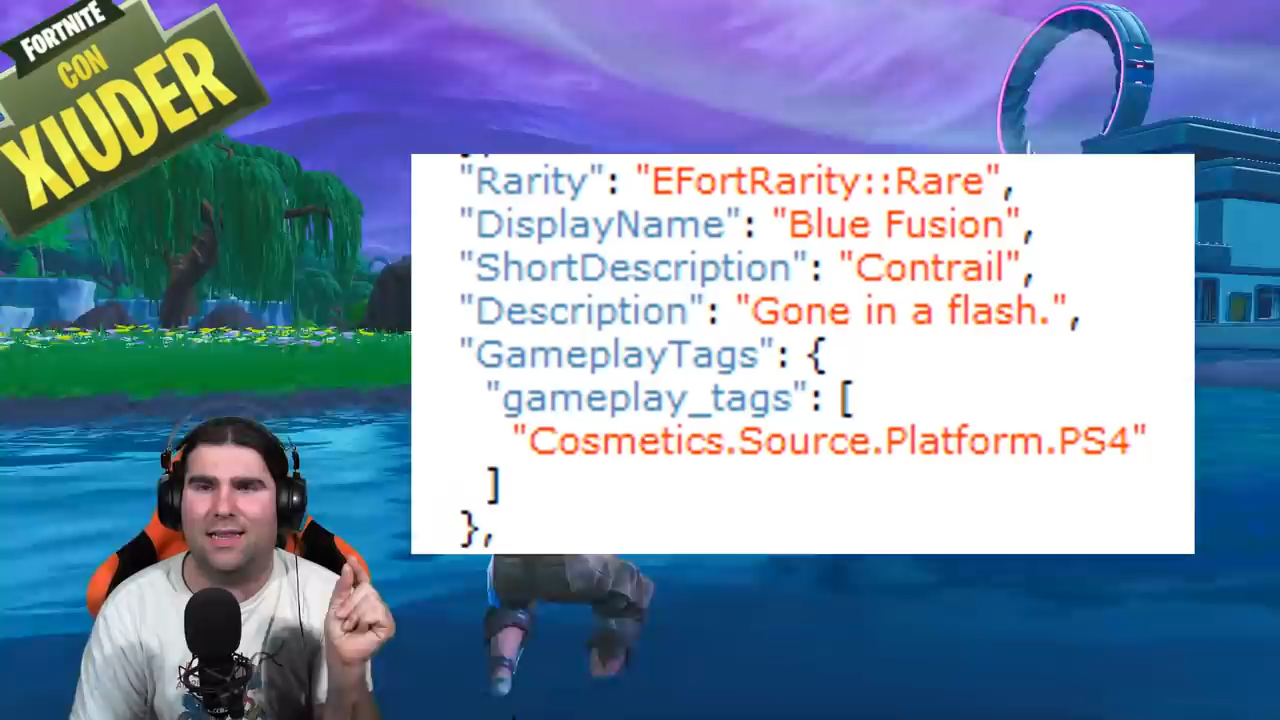 FORTNITE
CON
XIUDER
"Rarity": "EFortRarity::Rare",
"DisplayName": "Blue Fusion",
"ShortDescription": "Contrail",
"Description": "Gone in a flash.",
"GameplayTags": {
"gameplay_tags": [
"Cosmetics.Source.Platform.PS4"
]
},